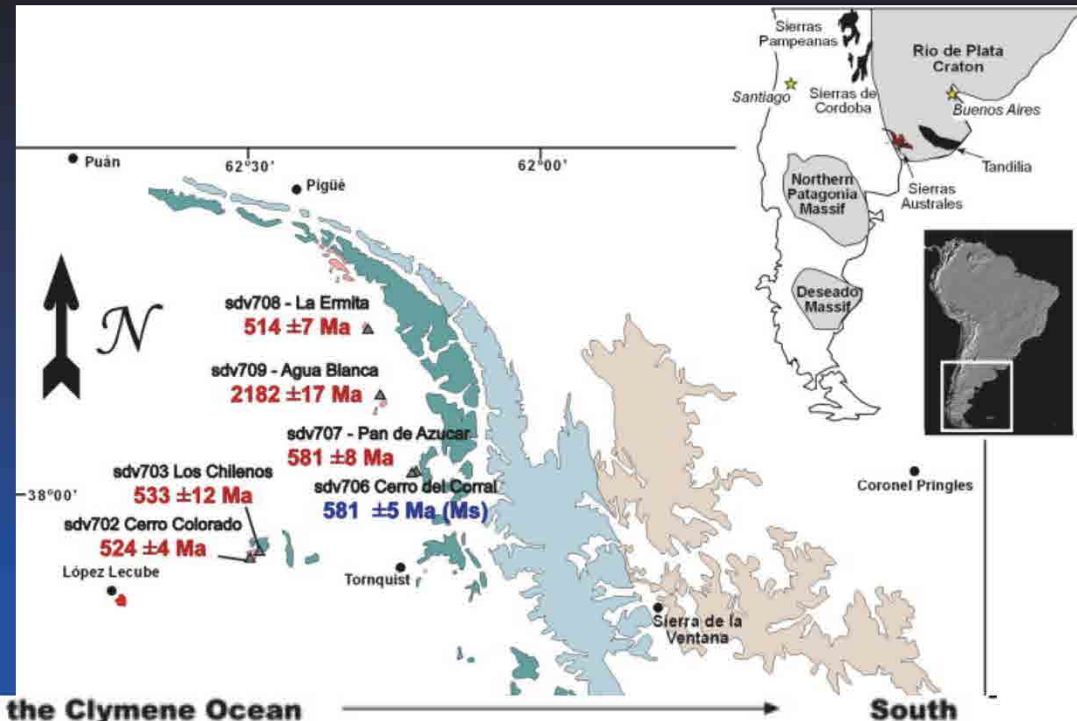 Sierras
Pampeanas
Rio de Plata
Craton
Santiago
Sierras de
Cordoba
Buenos Aires
Tandilia
Sierras
Australes
Northern
Patagonia
Massif
Deseado
Massif
Puán
62°30'
62°00'
Pigüé
N
sdv708 - La Ermita
514 ±7 Ma
sdv709 - Agua Blanca
2182 ±17 Ma
sdv707 - Pan de Azucar
581 ±8 Ma
sdv706 Cerro del Corral
581 ±5 Ma (Ms)
sdv703 Los Chilenos
533 ±12 Ma
38°00'
sdv702 Cerro Colorado
524 ±4 Ma
López Lecube
Tornquist
Coronel Pringles
Sierra de la
Ventana
the Clymene Ocean
South